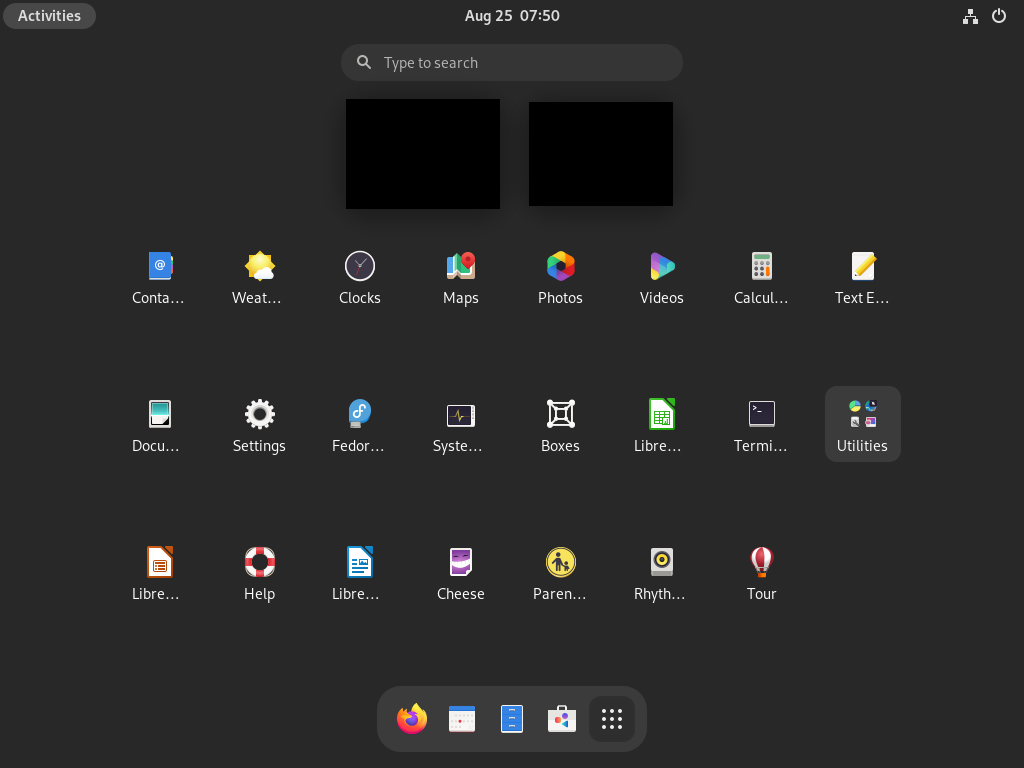 Activities
Aug 25 07:50
Type to search
Conta...
Weat...
Clocks
Maps
Photos
Videos
Calcul...
Text E...
Docu...
Settings
Fedor...
Syste...
Boxes
Libre...
Termi...
Utilities
Libre...
Help
Libre...
Cheese
Paren...
Rhyth...
Tour